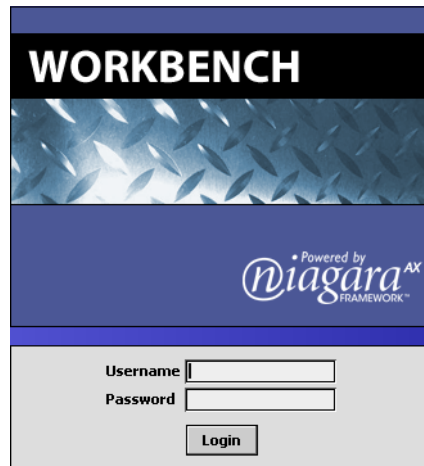 WORKBENCH
Powered by
niagara AX
FRAMEWORK™
Username
Password
Login